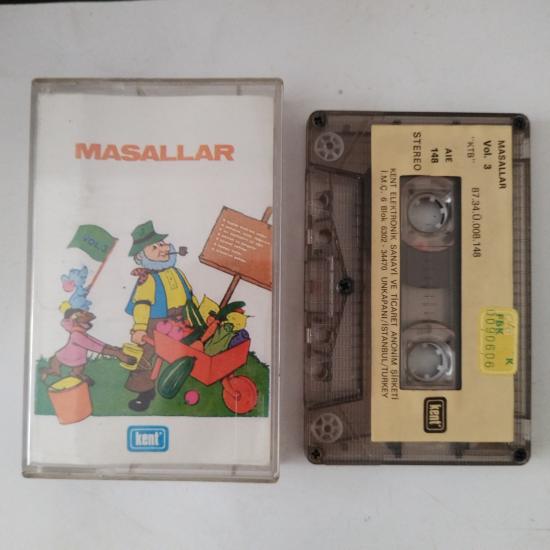 MASALLAR
VOL.3
kent
MASALLAR
Vol. 3
"KTB"
87.34.Ü.008.148
AIE
148
STEREO
KENT ELEKTRONİK SANAYİ VE TİCARET ANONİM ŞİRKETİ
İ.M.Ç. 6 Blok 6302 - 34470 UNKAPANI/İSTANBUL/TURKEY
K
0090606
kent